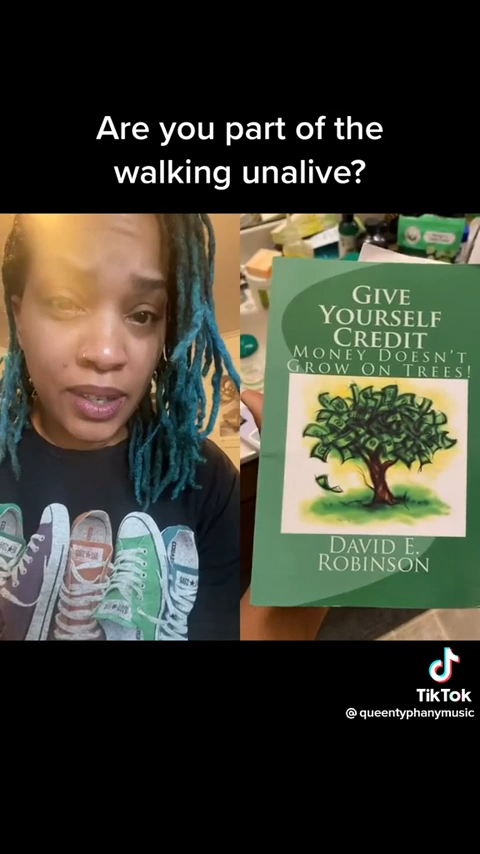 Are you part of the
walking unalive?
GIVE
YOURSELF
CREDIT
MONEY DOESN'T
GROW ON TREES!
DAVID E.
ROBINSON
TikTok
@ queentyphanymusic